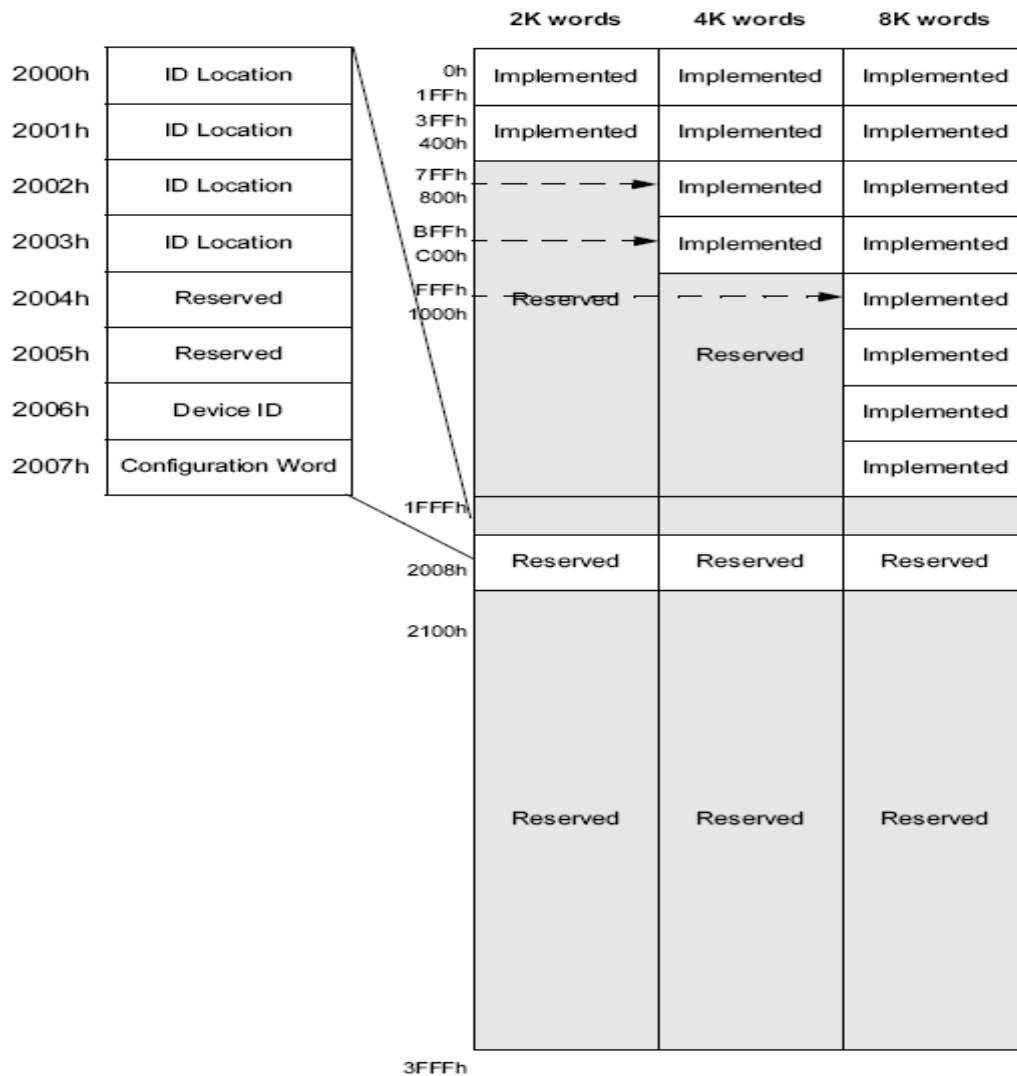 2K words 4K words 8K words
2000h ID Location
2001h ID Location
2002h ID Location
2003h ID Location
2004h Reserved
2005h Reserved
2006h Device ID
2007h Configuration Word
0h Implemented Implemented Implemented
1FFh
3FFh Implemented Implemented Implemented
400h
7FFh Implemented Implemented
800h
BFFh Implemented Implemented
C00h
FFFh Reserved Implemented
1000h
Reserved Implemented
Implemented
Implemented
1FFFh
2008h Reserved Reserved Reserved
2100h
Reserved Reserved Reserved
3FFFh